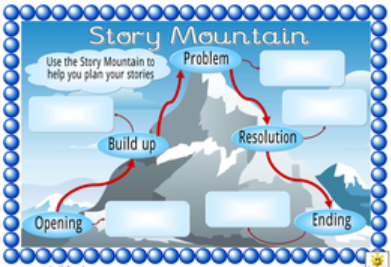 Story Mountain
Use the Story Mountain to
help you plan your stories
Problem
Build up
Resolution
Opening
Ending